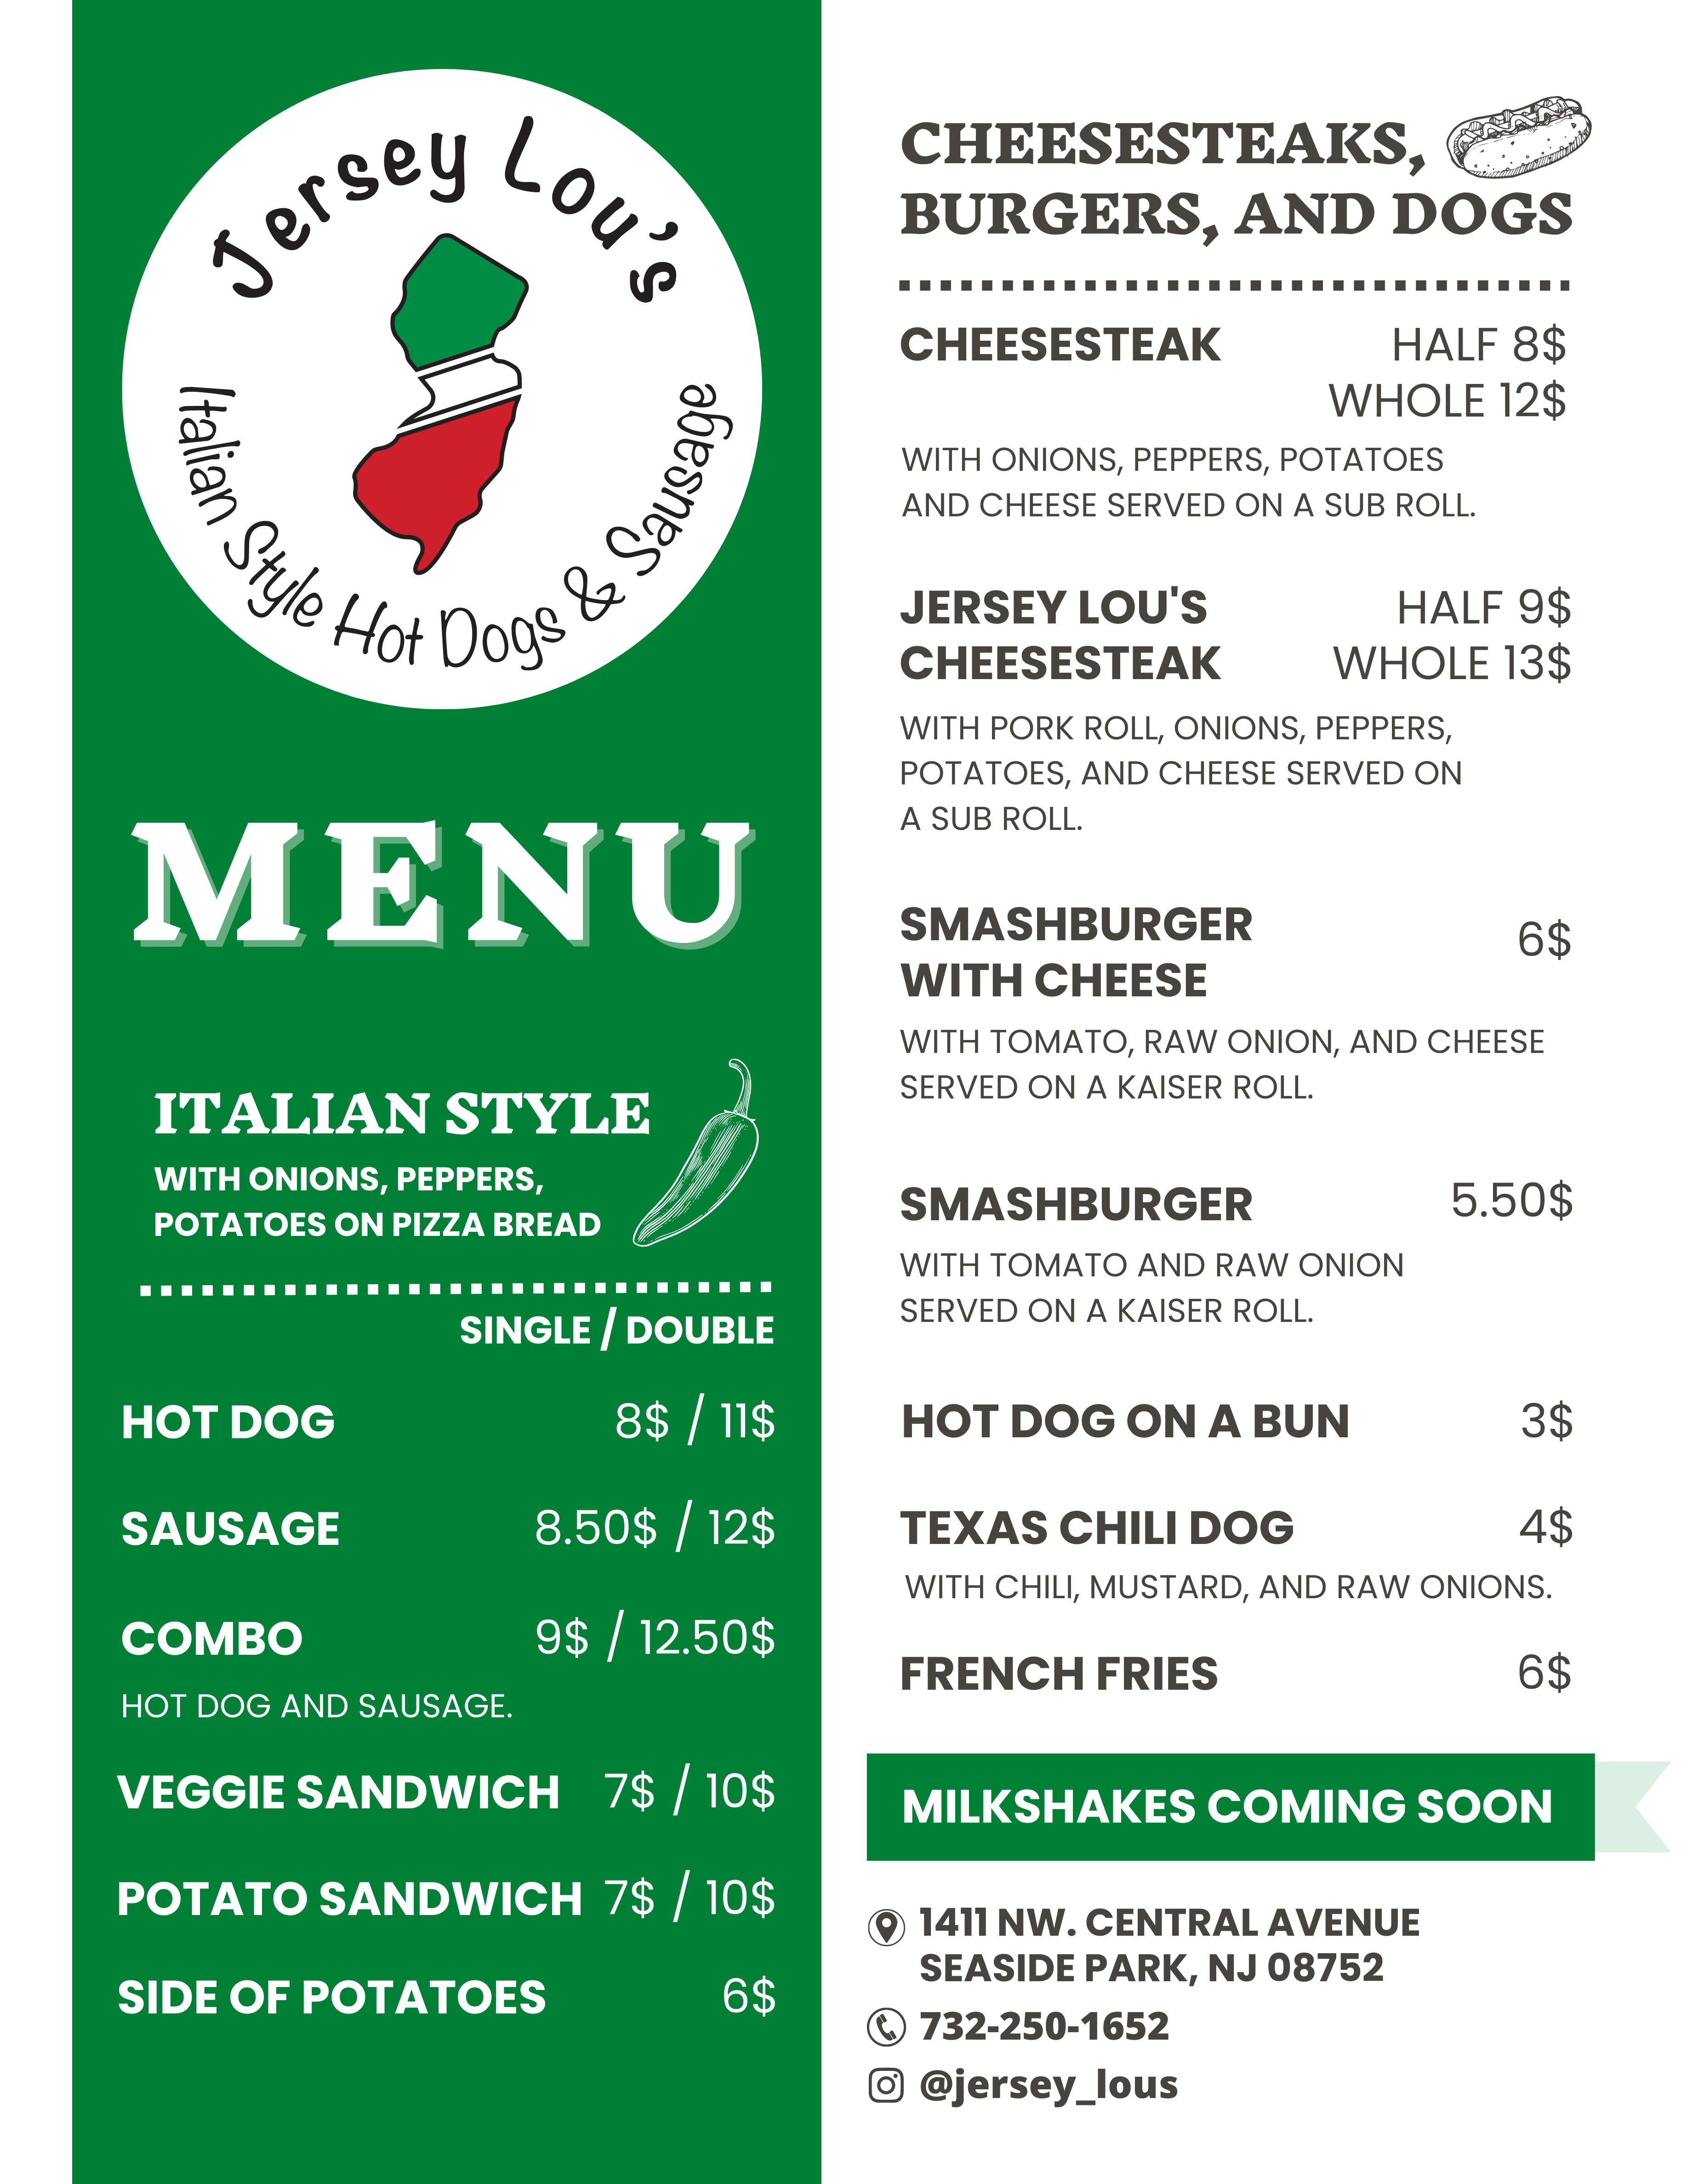 Jersey Lou's
Italian Style Hot Dogs & Sausage
MENU
ITALIAN STYLE
WITH ONIONS, PEPPERS,
POTATOES ON PIZZA BREAD
SINGLE / DOUBLE
HOT DOG 8$ / 11$
SAUSAGE 8.50$ / 12$
COMBO 9$ / 12.50$
HOT DOG AND SAUSAGE.
VEGGIE SANDWICH 7$ / 10$
POTATO SANDWICH 7$ / 10$
SIDE OF POTATOES 6$
CHEESESTEAKS,
BURGERS, AND DOGS
CHEESESTEAK HALF 8$
WHOLE 12$
WITH ONIONS, PEPPERS, POTATOES
AND CHEESE SERVED ON A SUB ROLL.
JERSEY LOU'S HALF 9$
CHEESESTEAK WHOLE 13$
WITH PORK ROLL, ONIONS, PEPPERS,
POTATOES, AND CHEESE SERVED ON
A SUB ROLL.
SMASHBURGER
WITH CHEESE 6$
WITH TOMATO, RAW ONION, AND CHEESE
SERVED ON A KAISER ROLL.
SMASHBURGER 5.50$
WITH TOMATO AND RAW ONION
SERVED ON A KAISER ROLL.
HOT DOG ON A BUN 3$
TEXAS CHILI DOG 4$
WITH CHILI, MUSTARD, AND RAW ONIONS.
FRENCH FRIES 6$
MILKSHAKES COMING SOON
1411 NW. CENTRAL AVENUE
SEASIDE PARK, NJ 08752
732-250-1652
@jersey_lous